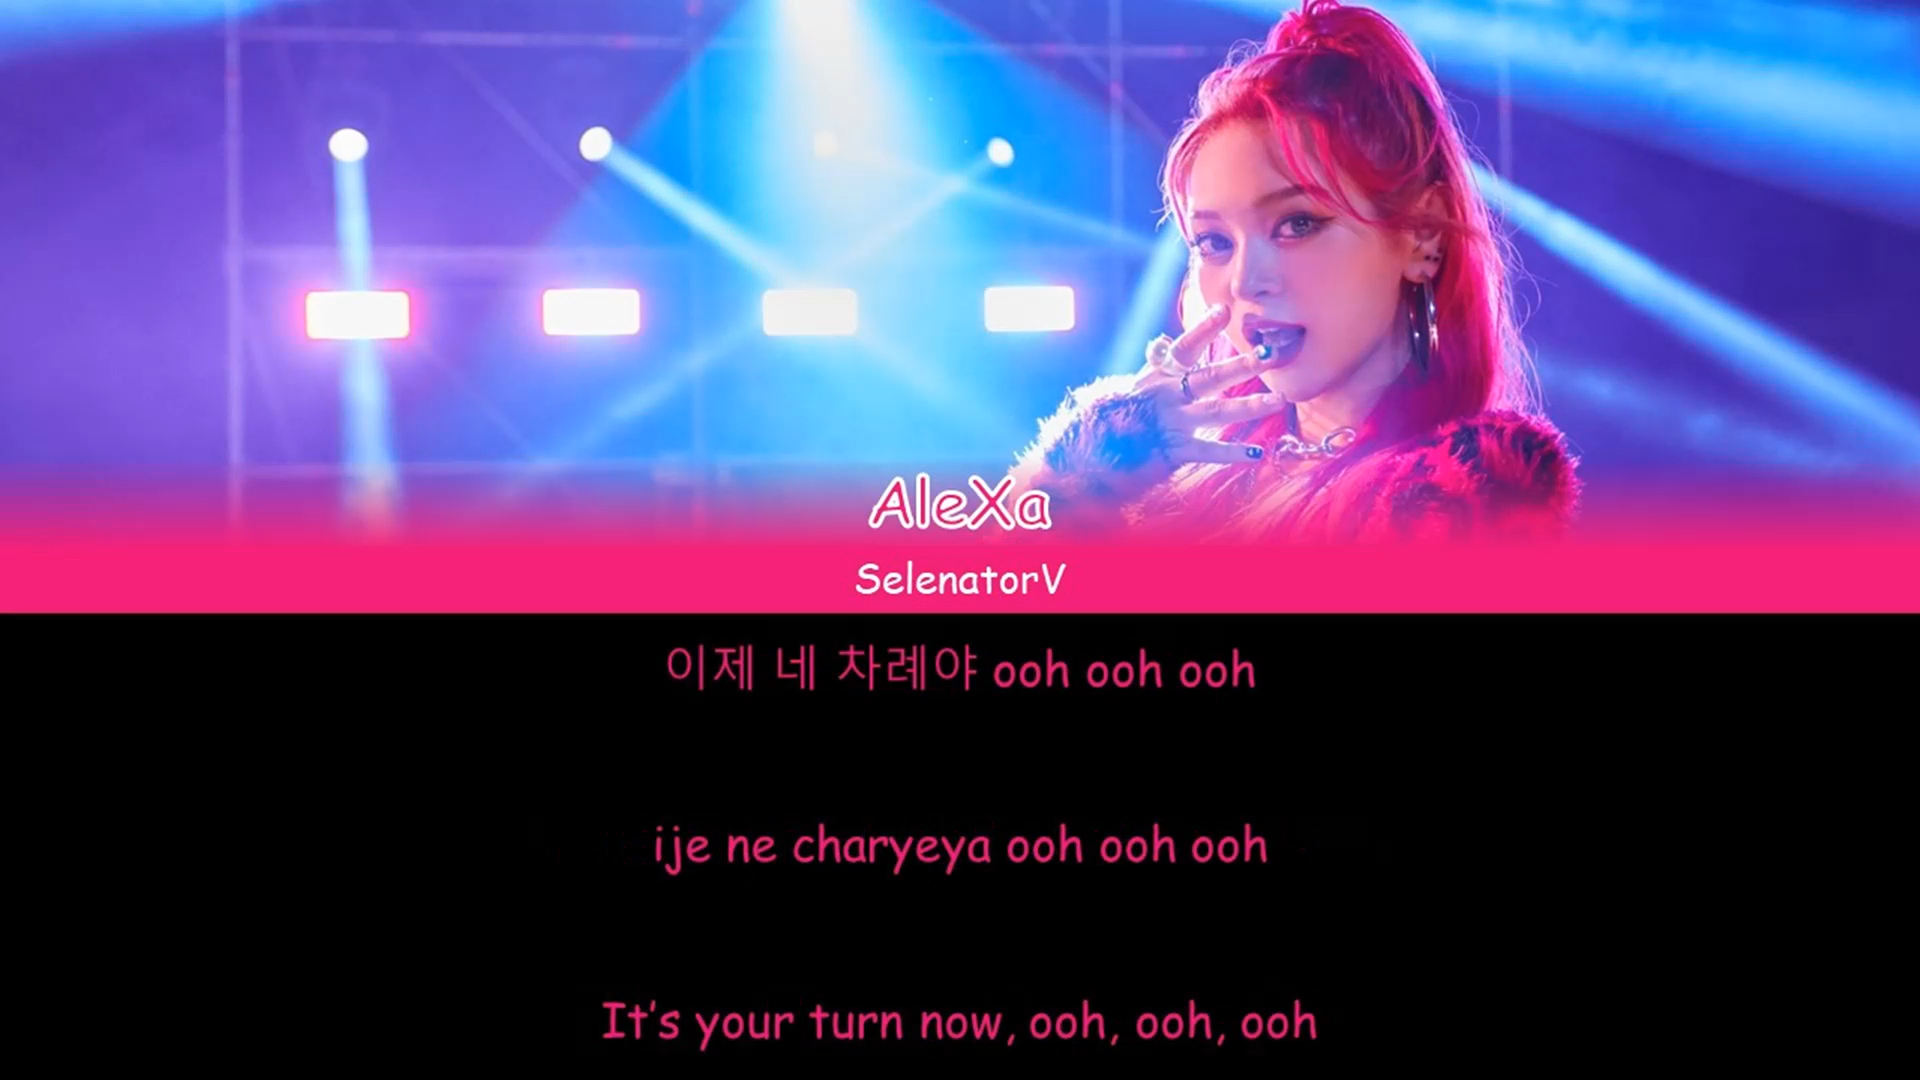 AleXa
SelenatorV
이제 네 차례야 ooh ooh ooh
ije ne charyeya ooh ooh ooh
It's your turn now, ooh, ooh, ooh